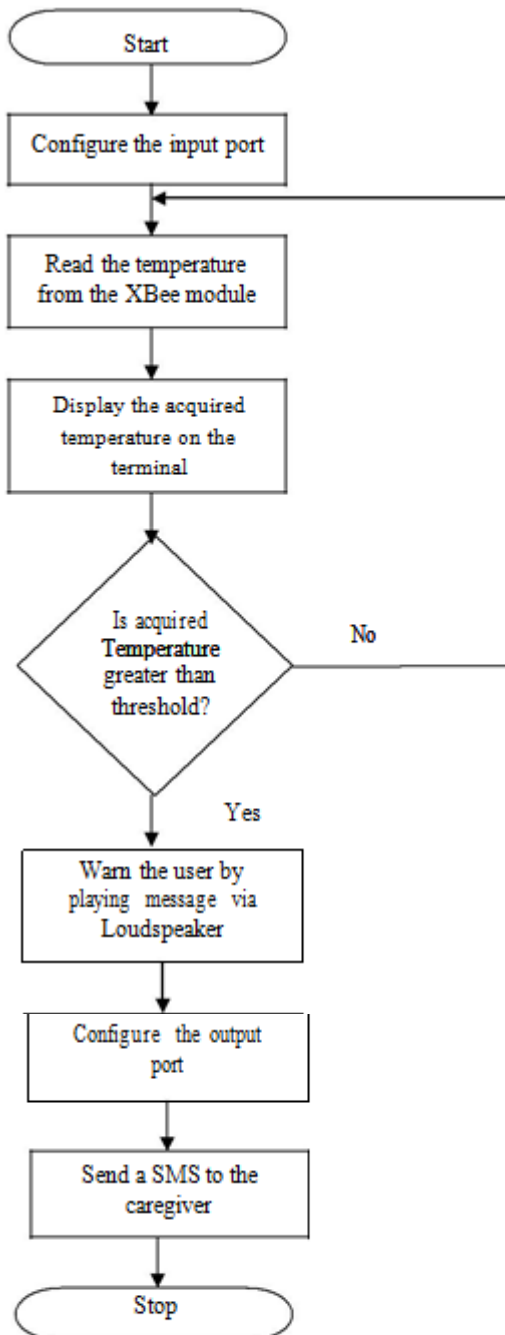 Start
Configure the input port
Read the temperature
from the XBee module
Display the acquired
temperature on the
terminal
Is acquired
Temperature
greater than
threshold?
No
Yes
Warn the user by
playing message via
Loudspeaker
Configure the output
port
Send a SMS to the
caregiver
Stop